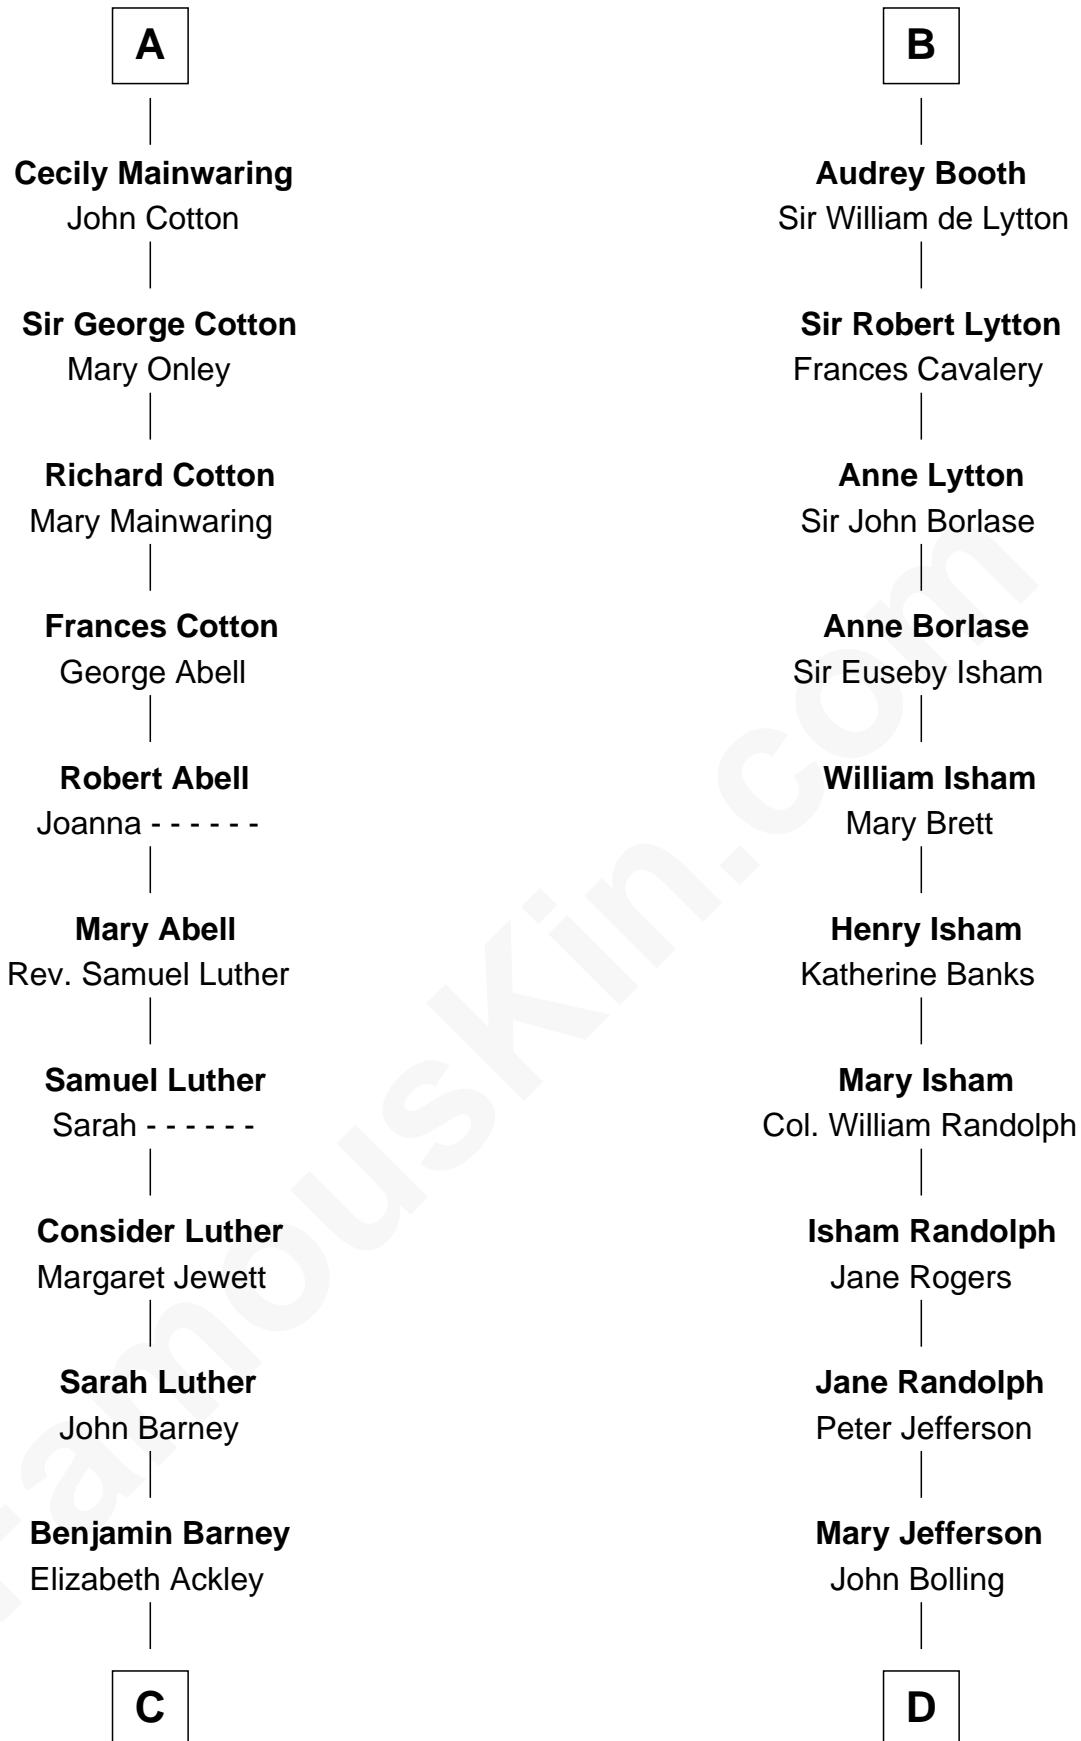 A
Cecily Mainwaring
John Cotton
Sir George Cotton
Mary Onley
Richard Cotton
Mary Mainwaring
Frances Cotton
George Abell
Robert Abell
Joanna - - - - - -
Mary Abell
Rev. Samuel Luther
Samuel Luther
Sarah - - - - - -
Consider Luther
Margaret Jewett
Sarah Luther
John Barney
Benjamin Barney
Elizabeth Ackley
C
B
Audrey Booth
Sir William de Lytton
Sir Robert Lytton
Frances Cavalery
Anne Lytton
Sir John Borlase
Anne Borlase
Sir Euseby Isham
William Isham
Mary Brett
Henry Isham
Katherine Banks
Mary Isham
Col. William Randolph
Isham Randolph
Jane Rogers
Jane Randolph
Peter Jefferson
Mary Jefferson
John Bolling
D
FamousKin.com